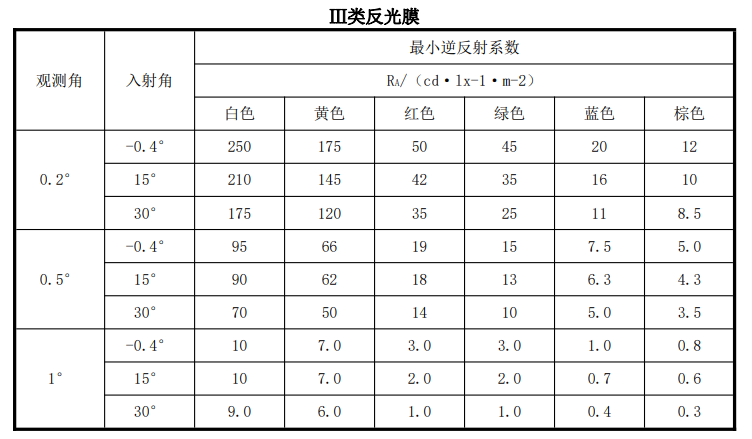 Ⅲ类反光膜
观测角 入射角 最小逆反射系数
RA/（cd·lx-1·m-2）
白色 黄色 红色 绿色 蓝色 棕色
0.2° -0.4° 250 175 50 45 20 12
15° 210 145 42 35 16 10
30° 175 120 35 25 11 8.5
0.5° -0.4° 95 66 19 15 7.5 5.0
15° 90 62 18 13 6.3 4.3
30° 70 50 14 10 5.0 3.5
1° -0.4° 10 7.0 3.0 3.0 1.0 0.8
15° 10 7.0 2.0 2.0 0.7 0.6
30° 9.0 6.0 1.0 1.0 0.4 0.3